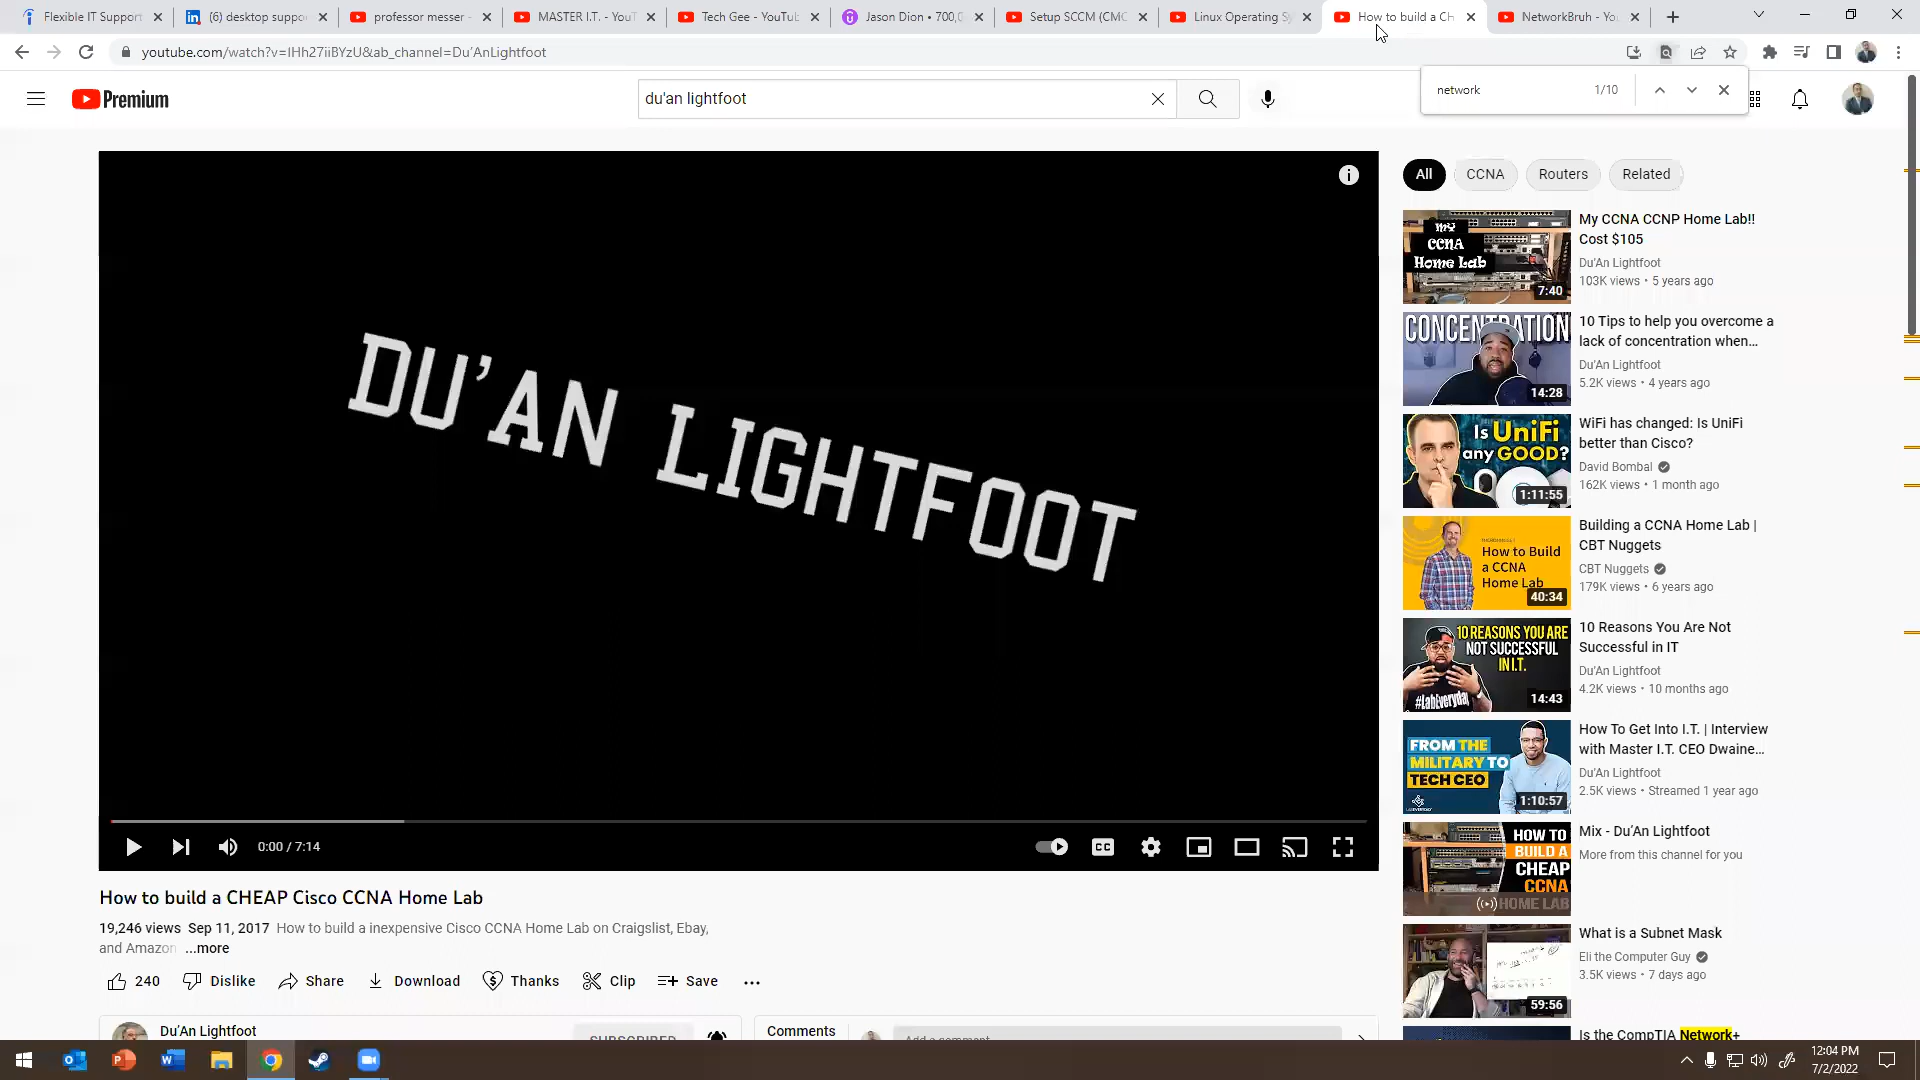 Flexible IT Support
(6) desktop suppo
professor messer -
MASTER I.T. - YouT
Tech Gee - YouTub
Jason Dion • 700,0
Setup SCCM (CMC
Linux Operating Sy
How to build a CH
NetworkBruh - Yo
youtube.com/watch?v=IHh27iiBYzU&ab_channel=Du'AnLightfoot
network
1/10
Premium
du'an lightfoot
All
CCNA
Routers
Related
DU'AN LIGHTFOOT
MY
CCNA
Home Lab
7:40
My CCNA CCNP Home Lab!!
Cost $105
Du'An Lightfoot
103K views • 5 years ago
CONCENTRATION
14:28
10 Tips to help you overcome a
lack of concentration when...
Du'An Lightfoot
5.2K views • 4 years ago
Is UniFi
any GOOD?
1:11:55
WiFi has changed: Is UniFi
better than Cisco?
David Bombal
162K views • 1 month ago
How to Build
a CCNA
Home Lab
40:34
Building a CCNA Home Lab |
CBT Nuggets
CBT Nuggets
179K views • 6 years ago
10 REASONS YOU ARE
NOT SUCCESSFUL
IN I.T.
#LabEveryday
14:43
10 Reasons You Are Not
Successful in IT
Du'An Lightfoot
4.2K views • 10 months ago
FROM THE
MILITARY TO
TECH CEO
1:10:57
How To Get Into I.T. | Interview
with Master I.T. CEO Dwaine...
Du'An Lightfoot
2.5K views • Streamed 1 year ago
HOW TO
BUILD A
CHEAP
CCNA
HOME LAB
Mix - Du'An Lightfoot
More from this channel for you
59:56
What is a Subnet Mask
Eli the Computer Guy
3.5K views • 7 days ago
Is the CompTIA Network+
0:00 / 7:14
CC
How to build a CHEAP Cisco CCNA Home Lab
19,246 views Sep 11, 2017 How to build a inexpensive Cisco CCNA Home Lab on Craigslist, Ebay,
and Amazon ...more
240
Dislike
Share
Download
Thanks
Clip
Save
Du'An Lightfoot
SUBSCRIBED
Comments
Add a comment...
12:04 PM
7/2/2022